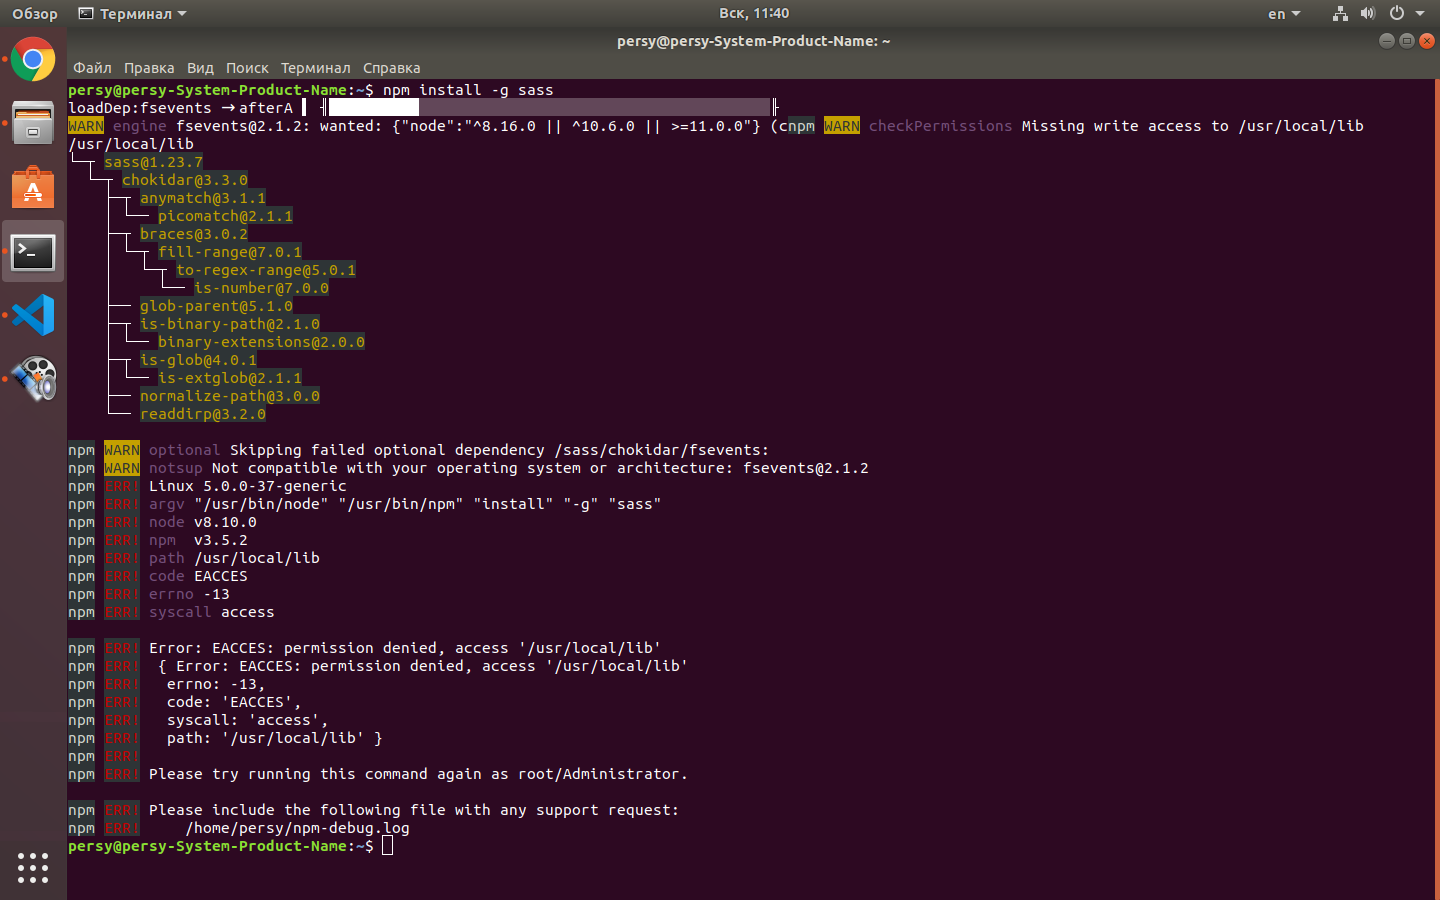 Обзор Терминал Вск, 11:40 en
persy@persy-System-Product-Name: ~
Файл Правка Вид Поиск Терминал Справка
persy@persy-System-Product-Name:~$ npm install -g sass
loadDep:fsevents → afterA
WARN engine fsevents@2.1.2: wanted: {"node":"^8.16.0 || ^10.6.0 || >=11.0.0"} (cnpm WARN checkPermissions Missing write access to /usr/local/lib
/usr/local/lib
└─┬ sass@1.23.7
  └─┬ chokidar@3.3.0
    ├─┬ anymatch@3.1.1
    │ └── picomatch@2.1.1
    ├─┬ braces@3.0.2
    │ └─┬ fill-range@7.0.1
    │   └─┬ to-regex-range@5.0.1
    │     └── is-number@7.0.0
    ├── glob-parent@5.1.0
    ├─┬ is-binary-path@2.1.0
    │ └── binary-extensions@2.0.0
    ├─┬ is-glob@4.0.1
    │ └── is-extglob@2.1.1
    ├── normalize-path@3.0.0
    └── readdirp@3.2.0
npm WARN optional Skipping failed optional dependency /sass/chokidar/fsevents:
npm WARN notsup Not compatible with your operating system or architecture: fsevents@2.1.2
npm ERR! Linux 5.0.0-37-generic
npm ERR! argv "/usr/bin/node" "/usr/bin/npm" "install" "-g" "sass"
npm ERR! node v8.10.0
npm ERR! npm  v3.5.2
npm ERR! path /usr/local/lib
npm ERR! code EACCES
npm ERR! errno -13
npm ERR! syscall access
npm ERR! Error: EACCES: permission denied, access '/usr/local/lib'
npm ERR!  { Error: EACCES: permission denied, access '/usr/local/lib'
npm ERR!   errno: -13,
npm ERR!   code: 'EACCES',
npm ERR!   syscall: 'access',
npm ERR!   path: '/usr/local/lib' }
npm ERR!
npm ERR! Please try running this command again as root/Administrator.
npm ERR! Please include the following file with any support request:
npm ERR!     /home/persy/npm-debug.log
persy@persy-System-Product-Name:~$